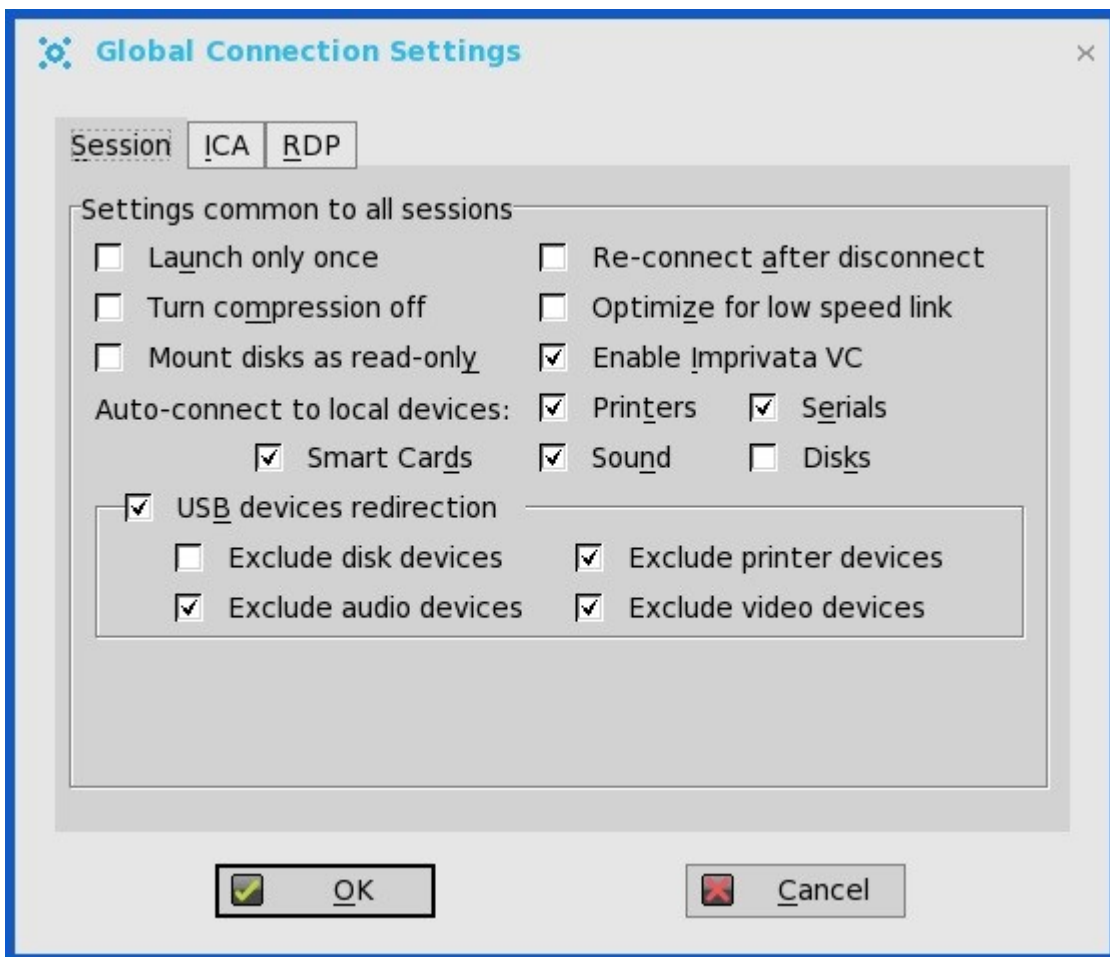 Global Connection Settings
Session ICA RDP
Settings common to all sessions
Launch only once Re-connect after disconnect
Turn compression off Optimize for low speed link
Mount disks as read-only Enable Imprivata VC
Auto-connect to local devices: Printers Serials
Smart Cards Sound Disks
USB devices redirection
Exclude disk devices Exclude printer devices
Exclude audio devices Exclude video devices
OK Cancel